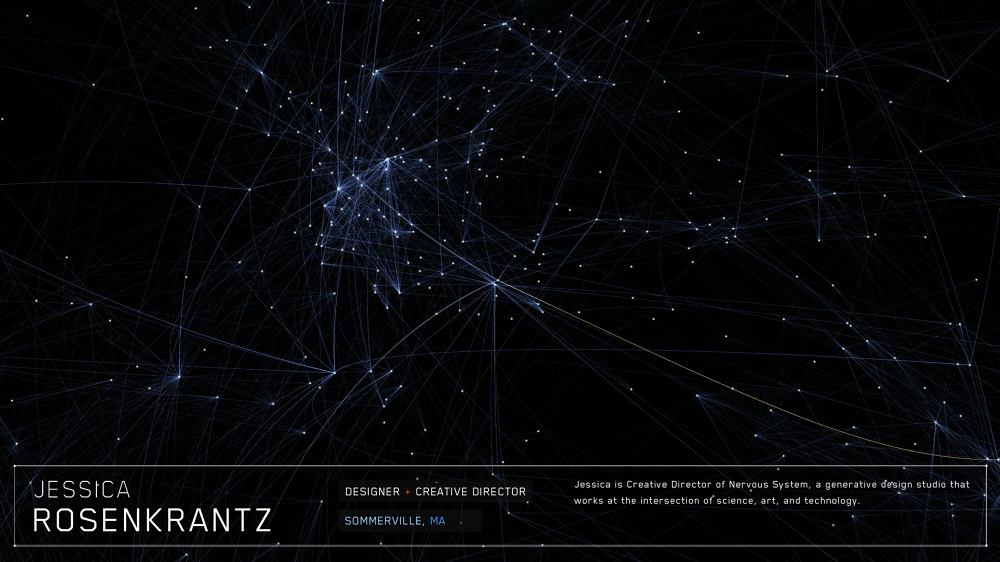 JESSICA
ROSENKRANTZ
DESIGNER + CREATIVE DIRECTOR
SOMMERVILLE, MA
Jessica is Creative Director of Nervous System, a generative design studio that
works at the intersection of science, art, and technology.